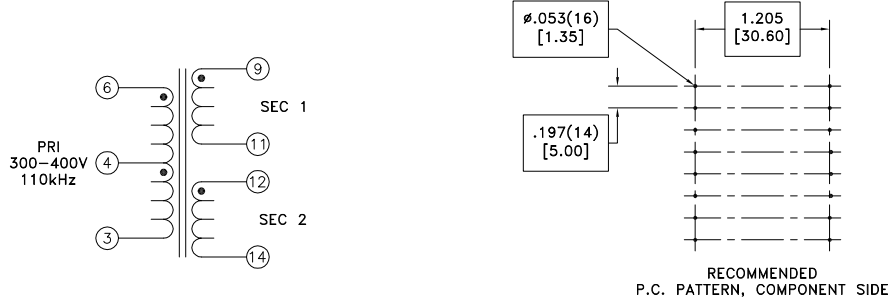 6
4
3
PRI
300-400V
110kHz
9
SEC 1
11
12
SEC 2
14
ø.053(16)
[1.35]
1.205
[30.60]
.197(14)
[5.00]
RECOMMENDED
P.C. PATTERN, COMPONENT SIDE